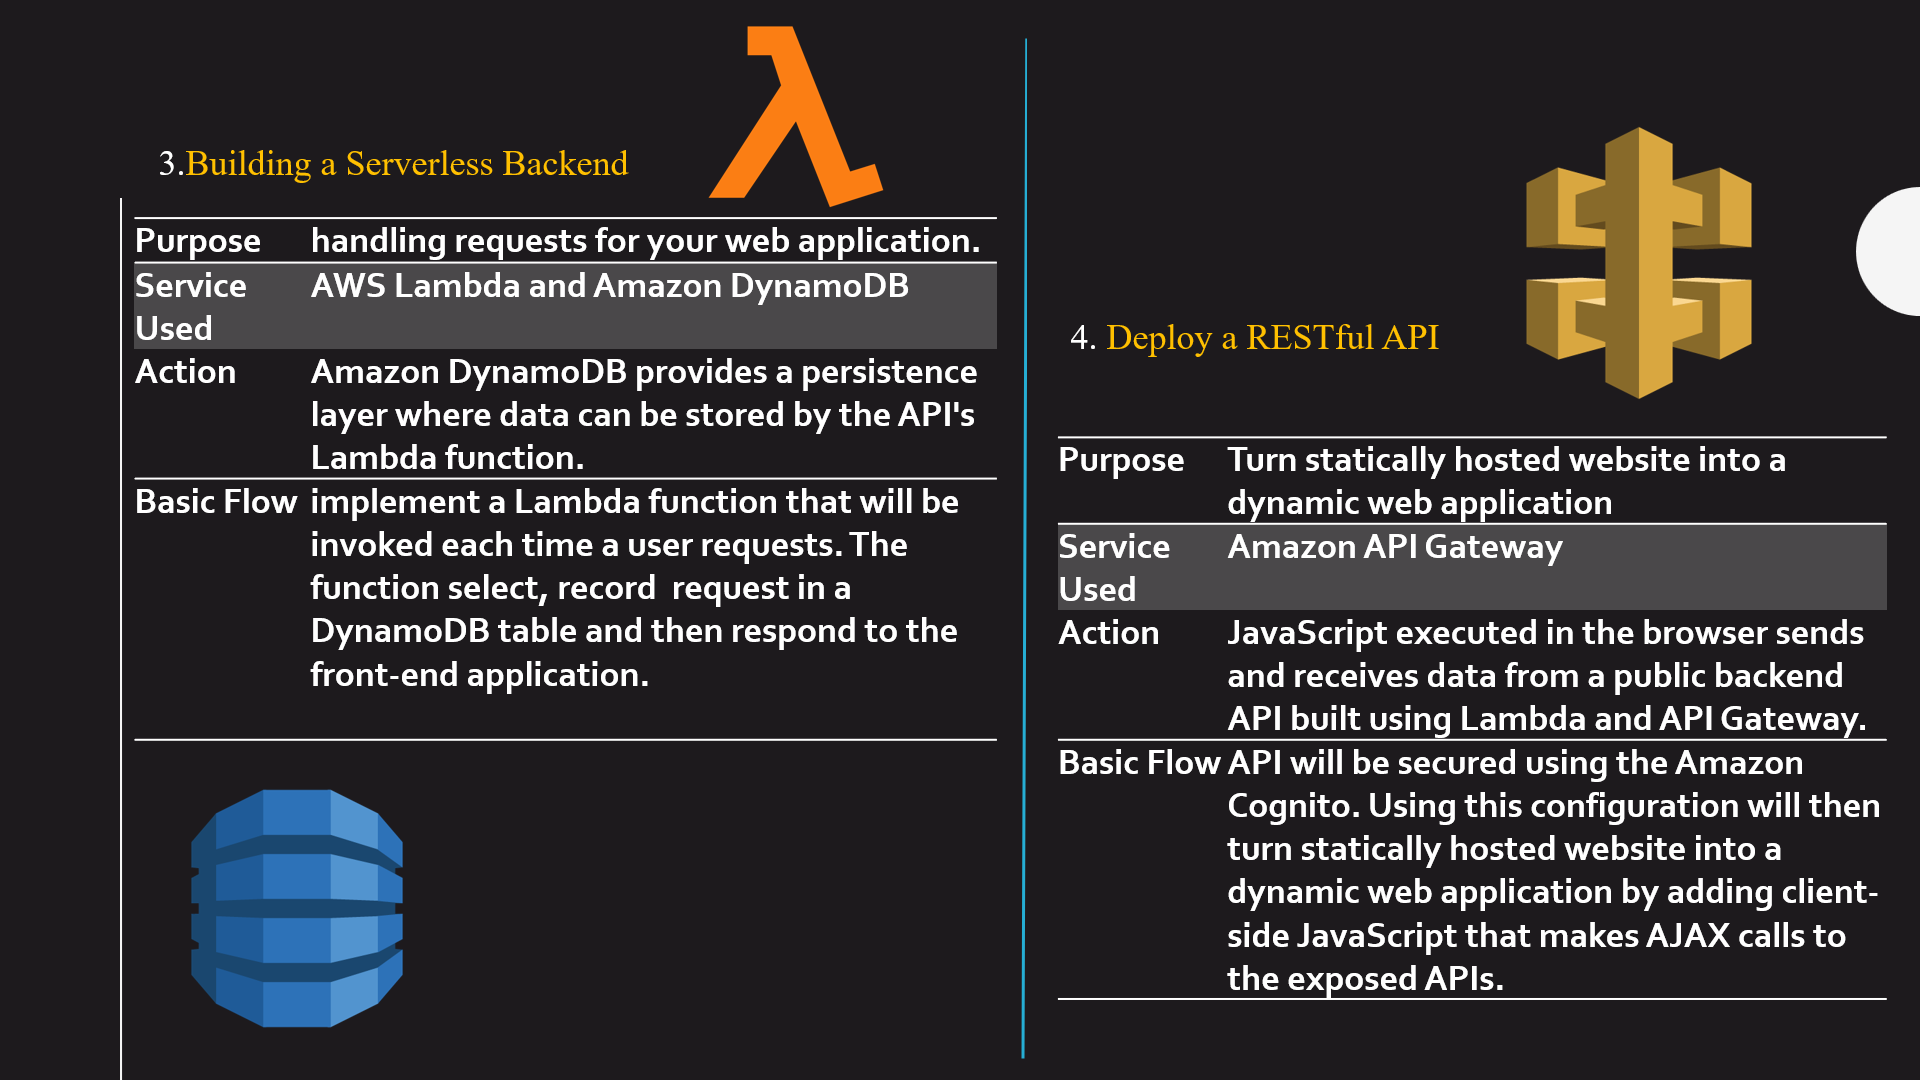 3.Building a Serverless Backend
Purpose handling requests for your web application.
Service AWS Lambda and Amazon DynamoDB
Used
Action Amazon DynamoDB provides a persistence
layer where data can be stored by the API's
Lambda function.
Basic Flow implement a Lambda function that will be
invoked each time a user requests. The
function select, record  request in a
DynamoDB table and then respond to the
front-end application.
4. Deploy a RESTful API
Purpose Turn statically hosted website into a
dynamic web application
Service Amazon API Gateway
Used
Action JavaScript executed in the browser sends
and receives data from a public backend
API built using Lambda and API Gateway.
Basic Flow API will be secured using the Amazon
Cognito. Using this configuration will then
turn statically hosted website into a
dynamic web application by adding client-
side JavaScript that makes AJAX calls to
the exposed APIs.